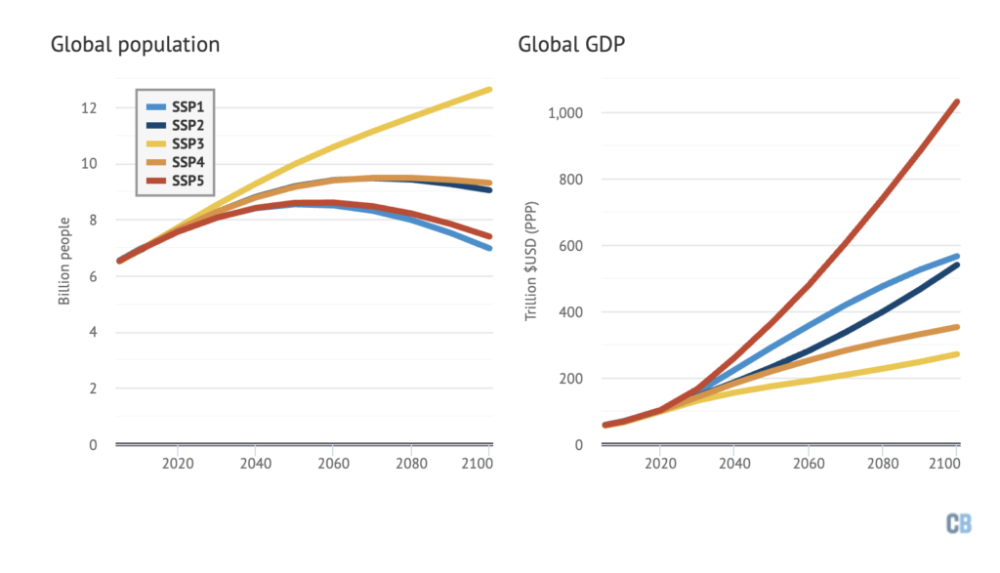 Global population
Billion people
12
10
8
6
4
2
0
SSP1
SSP2
SSP3
SSP4
SSP5
2020 2040 2060 2080 2100
Global GDP
Trillion $USD (PPP)
1,000
800
600
400
200
0
2020 2040 2060 2080 2100
CB